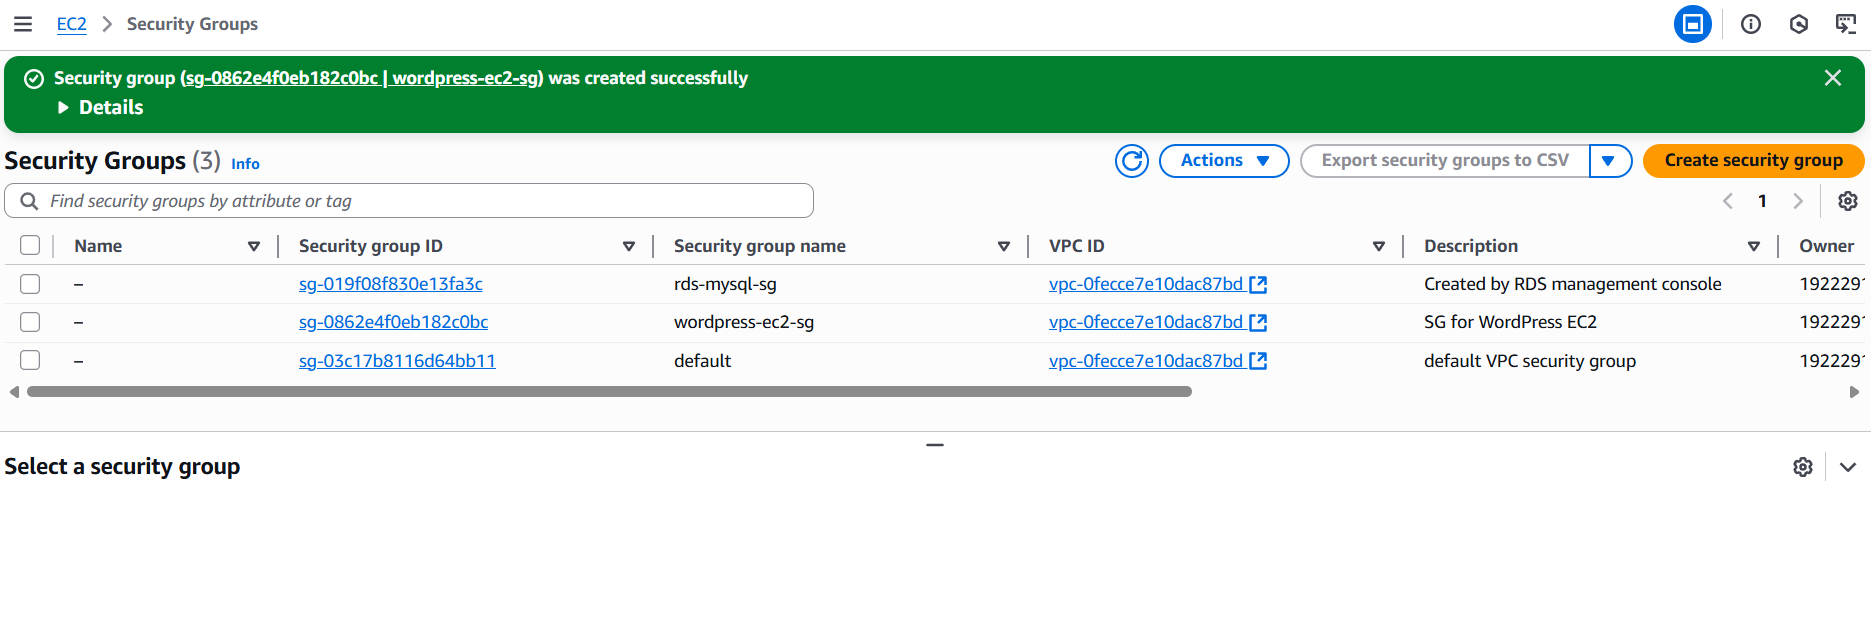 EC2 > Security Groups
Security group (sg-0862e4f0eb182c0bc | wordpress-ec2-sg) was created successfully
Details
Security Groups (3) Info
Actions
Export security groups to CSV
Create security group
Find security groups by attribute or tag
1
Name Security group ID Security group name VPC ID Description Owner
– sg-019f08f830e13fa3c rds-mysql-sg vpc-0fecce7e10dac87bd Created by RDS management console 192229
– sg-0862e4f0eb182c0bc wordpress-ec2-sg vpc-0fecce7e10dac87bd SG for WordPress EC2 192229
– sg-03c17b8116d64bb11 default vpc-0fecce7e10dac87bd default VPC security group 192229
Select a security group